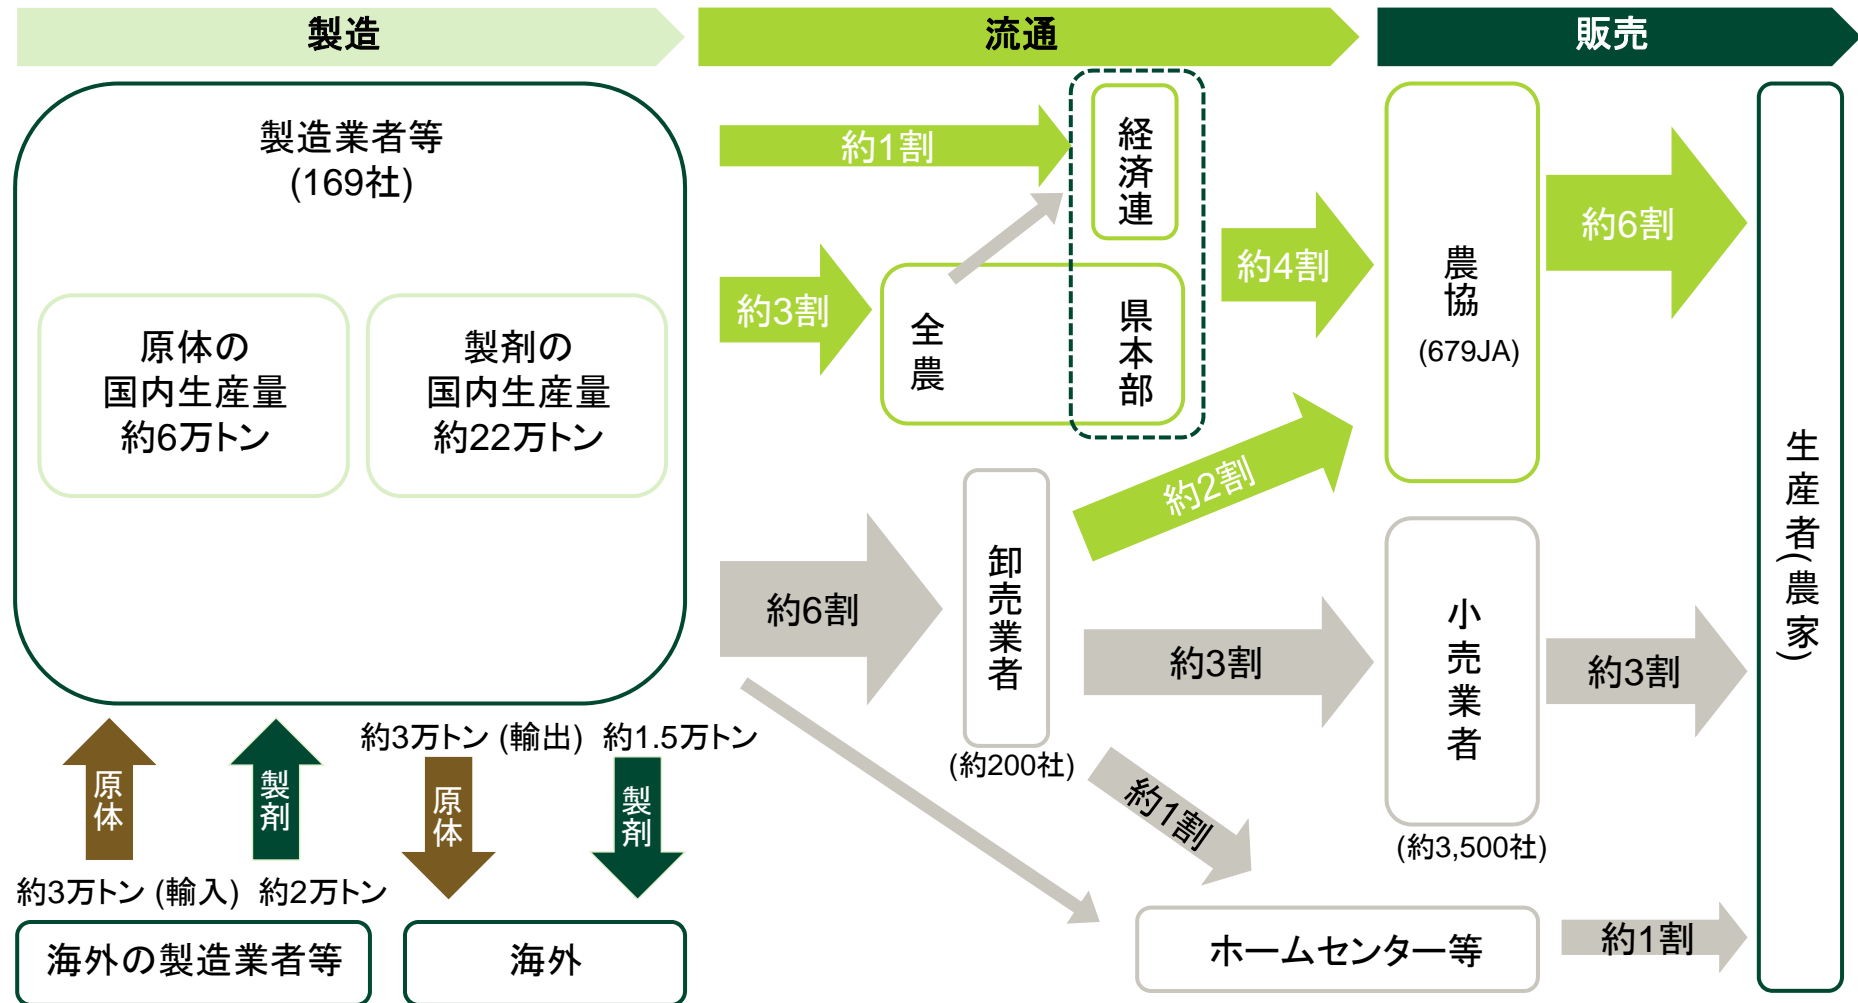 製造
流通
販売
製造業者等
(169社)
原体の
国内生産量
約6万トン
製剤の
国内生産量
約22万トン
約1割
経済連
約3割
全農
県本部
約4割
農協
(679JA)
約6割
約2割
約6割
卸売業者
(約200社)
約3割
小売業者
(約3,500社)
約3割
約1割
ホームセンター等
約1割
生産者(農家)
原体
製剤
約3万トン (輸入) 約2万トン
海外の製造業者等
約3万トン (輸出) 約1.5万トン
原体
製剤
海外